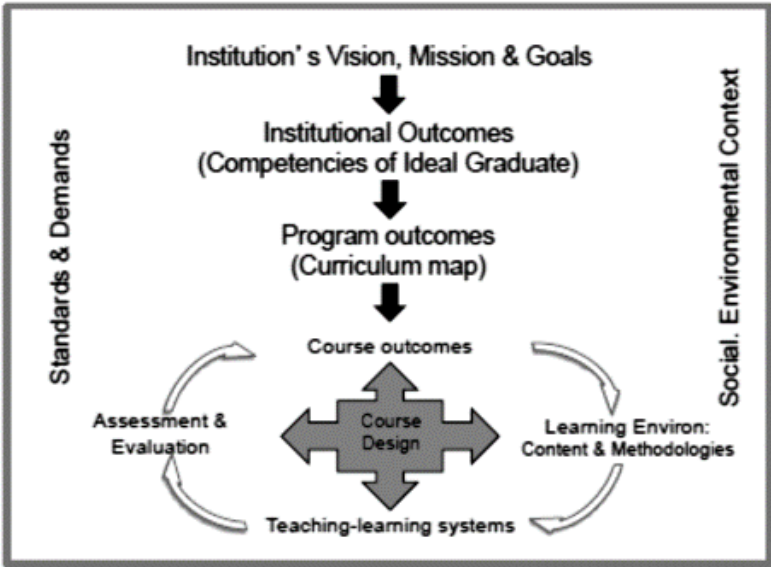 Institution's Vision, Mission & Goals
Institutional Outcomes
(Competencies of Ideal Graduate)
Program outcomes
(Curriculum map)
Standards & Demands
Social. Environmental Context
Course outcomes
Assessment &
Evaluation
Course
Design
Learning Environ:
Content & Methodologies
Teaching-learning systems